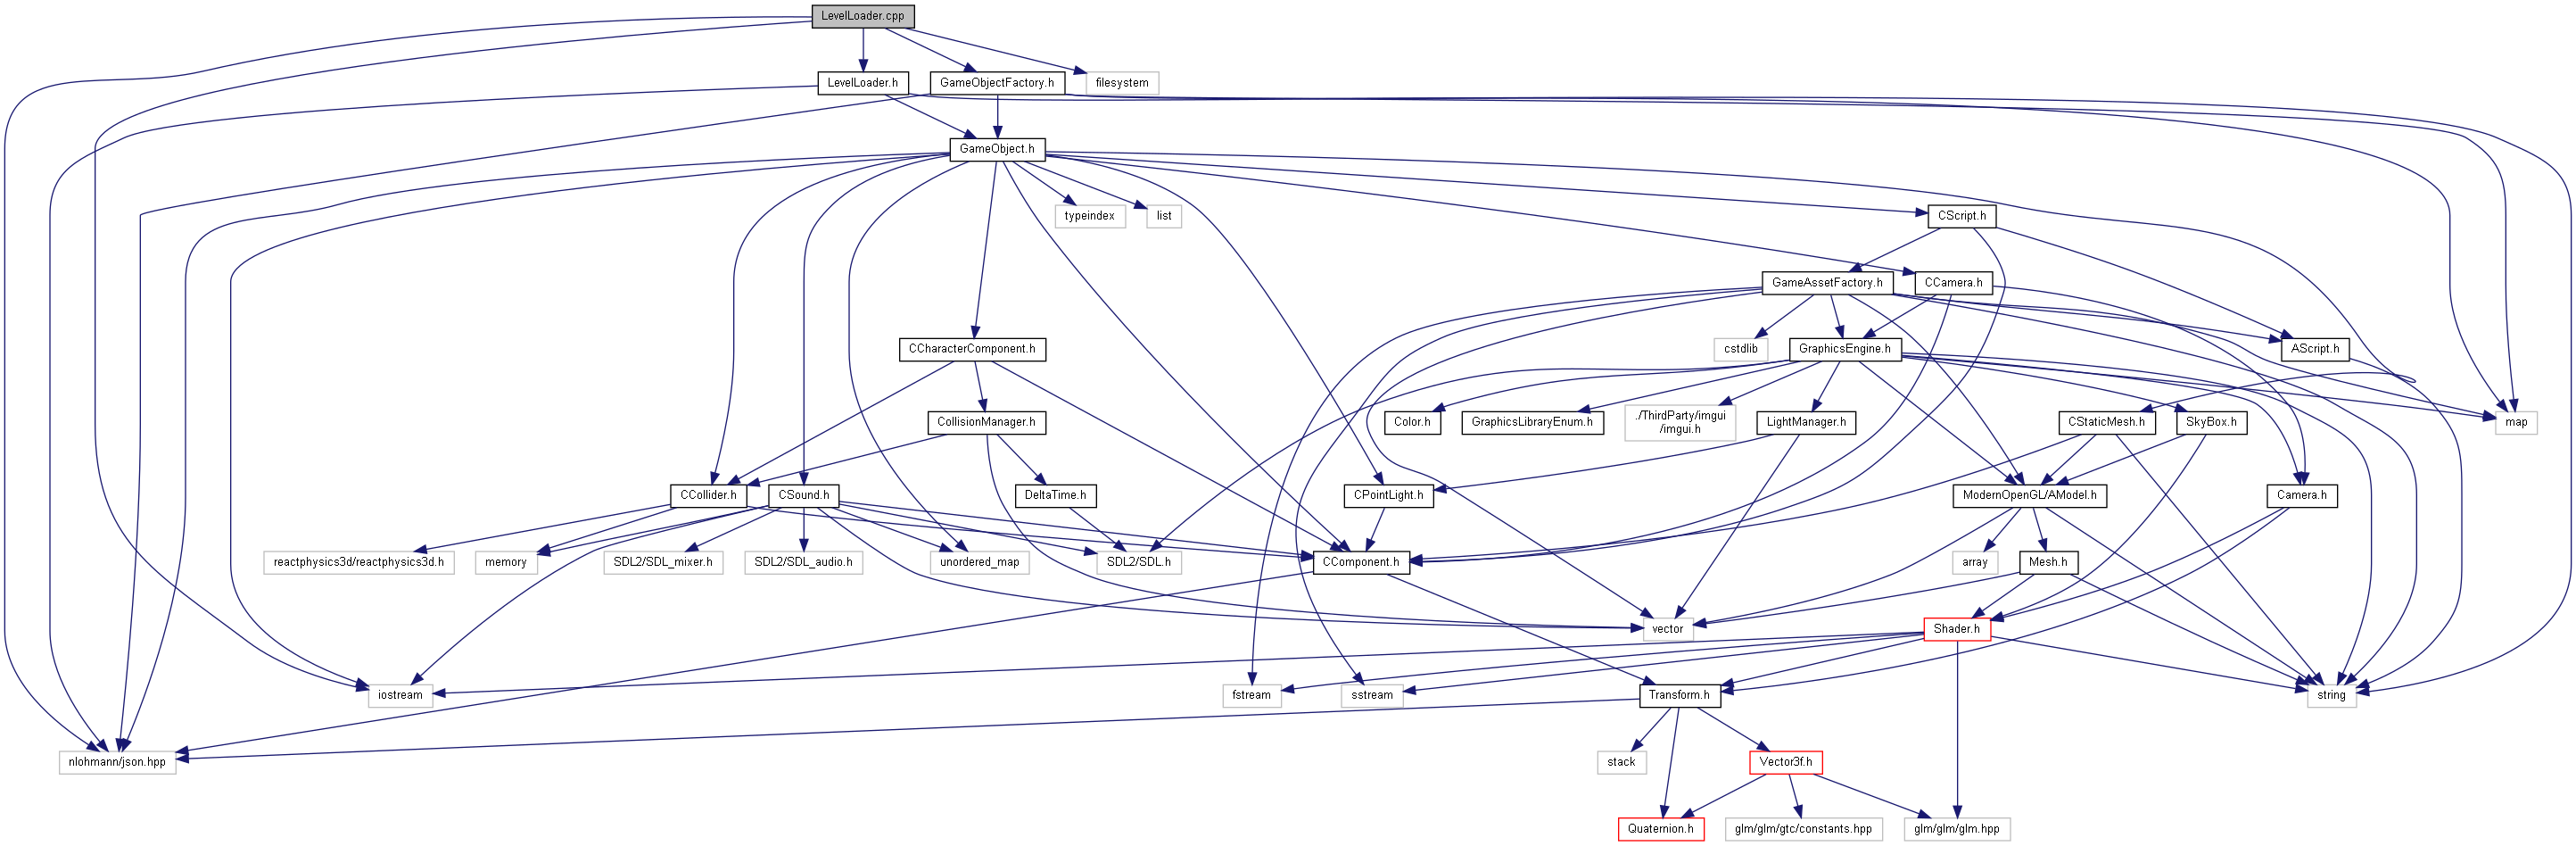 LevelLoader.cpp
LevelLoader.h
GameObjectFactory.h
filesystem
GameObject.h
typeindex
list
CScript.h
GameAssetFactory.h
CCamera.h
CCharacterComponent.h
cstdlib
GraphicsEngine.h
AScript.h
CollisionManager.h
Color.h
GraphicsLibraryEnum.h
./ThirdParty/imgui
/imgui.h
LightManager.h
CStaticMesh.h
SkyBox.h
map
CCollider.h
CSound.h
DeltaTime.h
CPointLight.h
ModernOpenGL/AModel.h
Camera.h
reactphysics3d/reactphysics3d.h
memory
SDL2/SDL_mixer.h
SDL2/SDL_audio.h
unordered_map
SDL2/SDL.h
CComponent.h
array
Mesh.h
vector
Shader.h
iostream
fstream
sstream
Transform.h
string
nlohmann/json.hpp
stack
Vector3f.h
Quaternion.h
glm/glm/gtc/constants.hpp
glm/glm/glm.hpp